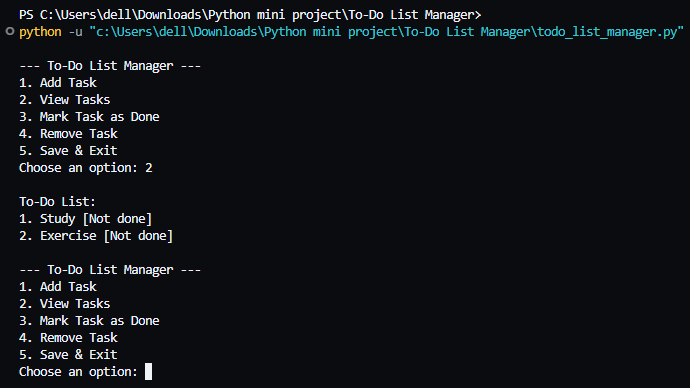 PS C:\Users\dell\Downloads\Python mini project\To-Do List Manager>
python -u "c:\Users\dell\Downloads\Python mini project\To-Do List Manager\todo_list_manager.py"
--- To-Do List Manager ---
1. Add Task
2. View Tasks
3. Mark Task as Done
4. Remove Task
5. Save & Exit
Choose an option: 2
To-Do List:
1. Study [Not done]
2. Exercise [Not done]
--- To-Do List Manager ---
1. Add Task
2. View Tasks
3. Mark Task as Done
4. Remove Task
5. Save & Exit
Choose an option: